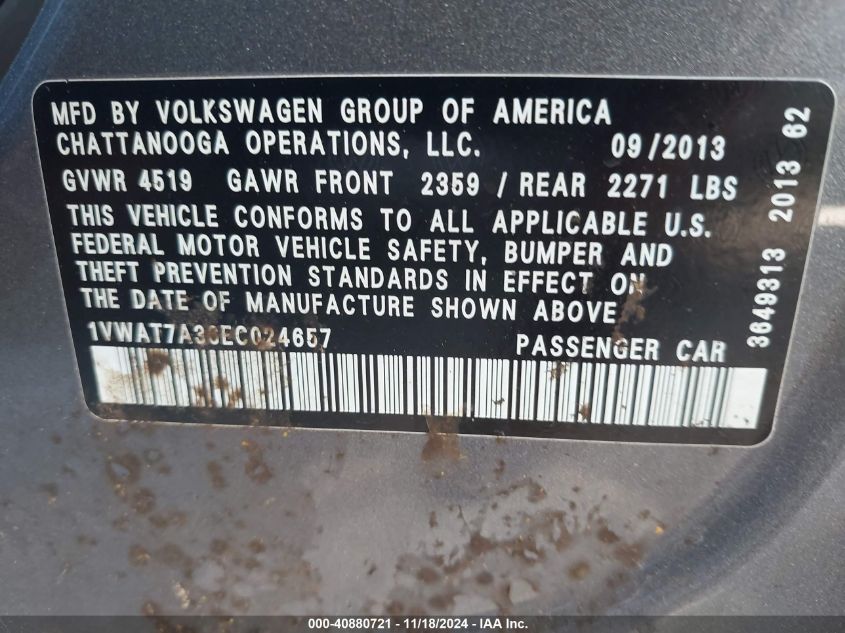 MFD BY VOLKSWAGEN GROUP OF AMERICA
CHATTANOOGA OPERATIONS, LLC. 09/2013
GVWR 4519 GAWR FRONT 2359 / REAR 2271 LBS
THIS VEHICLE CONFORMS TO ALL APPLICABLE U.S.
FEDERAL MOTOR VEHICLE SAFETY, BUMPER AND
THEFT PREVENTION STANDARDS IN EFFECT ON
THE DATE OF MANUFACTURE SHOWN ABOVE
1VWAT7A36EC024657 PASSENGER CAR
3649313 2013 62
000-40880721 - 11/18/2024 - IAA Inc.